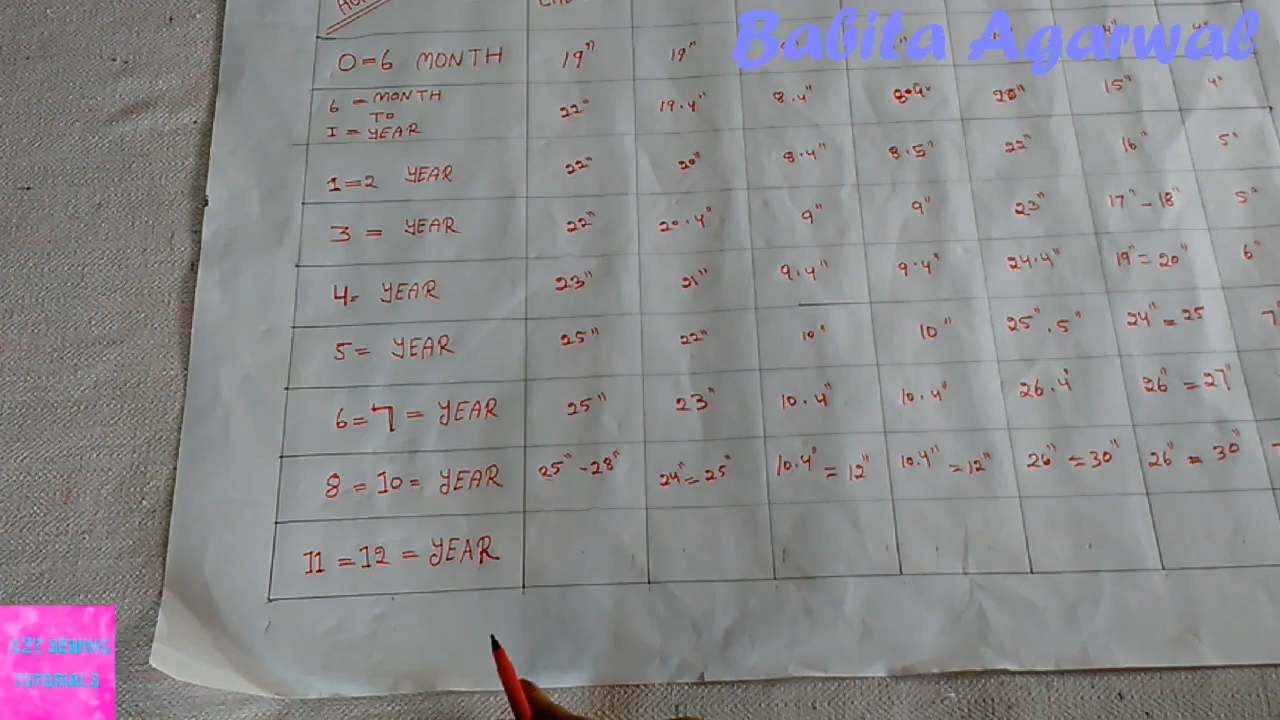 Babita Agarwal
0=6 MONTH 19" 19"
6 = MONTH
TO
I = YEAR
22" 19.4" 8.4" 20" 15" 4"
1=2 YEAR 22" 20" 8.4" 8.5" 22" 16" 5"
3 = YEAR 22" 20.4" 9" 9" 23" 17" - 18" 5"
4= YEAR 23" 21" 9.4" 9.4" 24.4" 19" = 20" 6"
5= YEAR 25" 22" 10" 10" 25".5" 24" = 25 7
6=7= YEAR 25" 23" 10.4" 10.4" 26.4" 26" = 27"
8 = 10= YEAR 25" -28" 24" = 25" 10.4" = 12" 10.4" = 12" 26" = 30" 26" = 30"
11 =12 = YEAR
A2Z SEWING
TUTORIALS